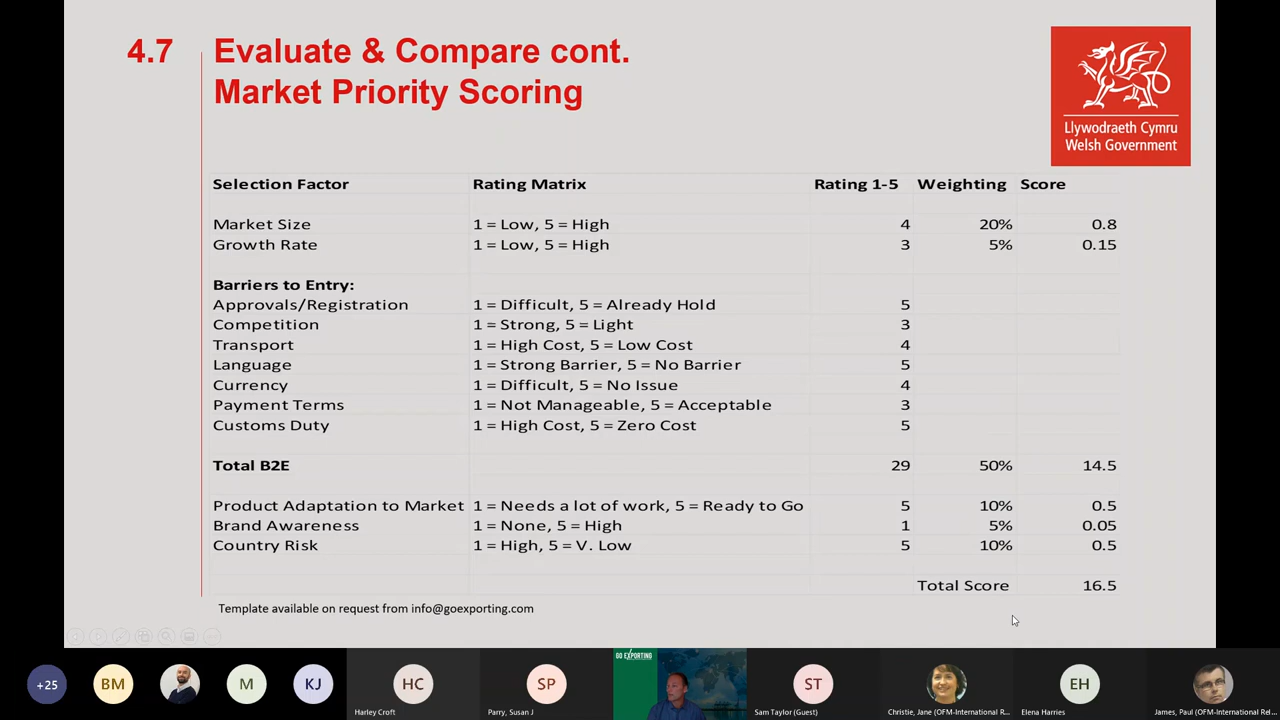 4.7 Evaluate & Compare cont.
Market Priority Scoring
Llywodraeth Cymru
Welsh Government
Selection Factor Rating Matrix Rating 1-5 Weighting Score
Market Size 1 = Low, 5 = High 4 20% 0.8
Growth Rate 1 = Low, 5 = High 3 5% 0.15
Barriers to Entry:
Approvals/Registration 1 = Difficult, 5 = Already Hold 5
Competition 1 = Strong, 5 = Light 3
Transport 1 = High Cost, 5 = Low Cost 4
Language 1 = Strong Barrier, 5 = No Barrier 5
Currency 1 = Difficult, 5 = No Issue 4
Payment Terms 1 = Not Manageable, 5 = Acceptable 3
Customs Duty 1 = High Cost, 5 = Zero Cost 5
Total B2E 29 50% 14.5
Product Adaptation to Market 1 = Needs a lot of work, 5 = Ready to Go 5 10% 0.5
Brand Awareness 1 = None, 5 = High 1 5% 0.05
Country Risk 1 = High, 5 = V. Low 5 10% 0.5
Total Score 16.5
Template available on request from info@goexporting.com
GO EXPORTING
+25 BM M KJ HC SP ST EH
Harley Croft Parry, Susan J Sam Taylor (Guest) Christie, Jane (OFM-International R... Elena Harries James, Paul (OFM-International Rel...